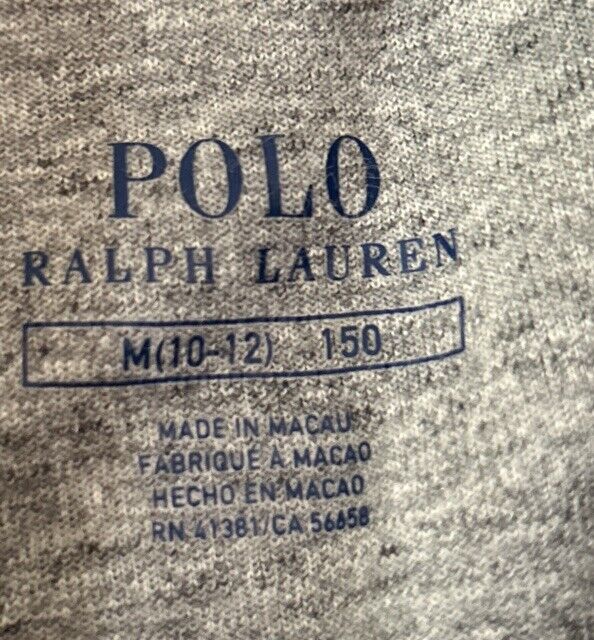 POLO
RALPH LAUREN
M(10-12) 150
MADE IN MACAU
FABRIQUÉ À MACAO
HECHO EN MACAO
RN 41381/CA 56658